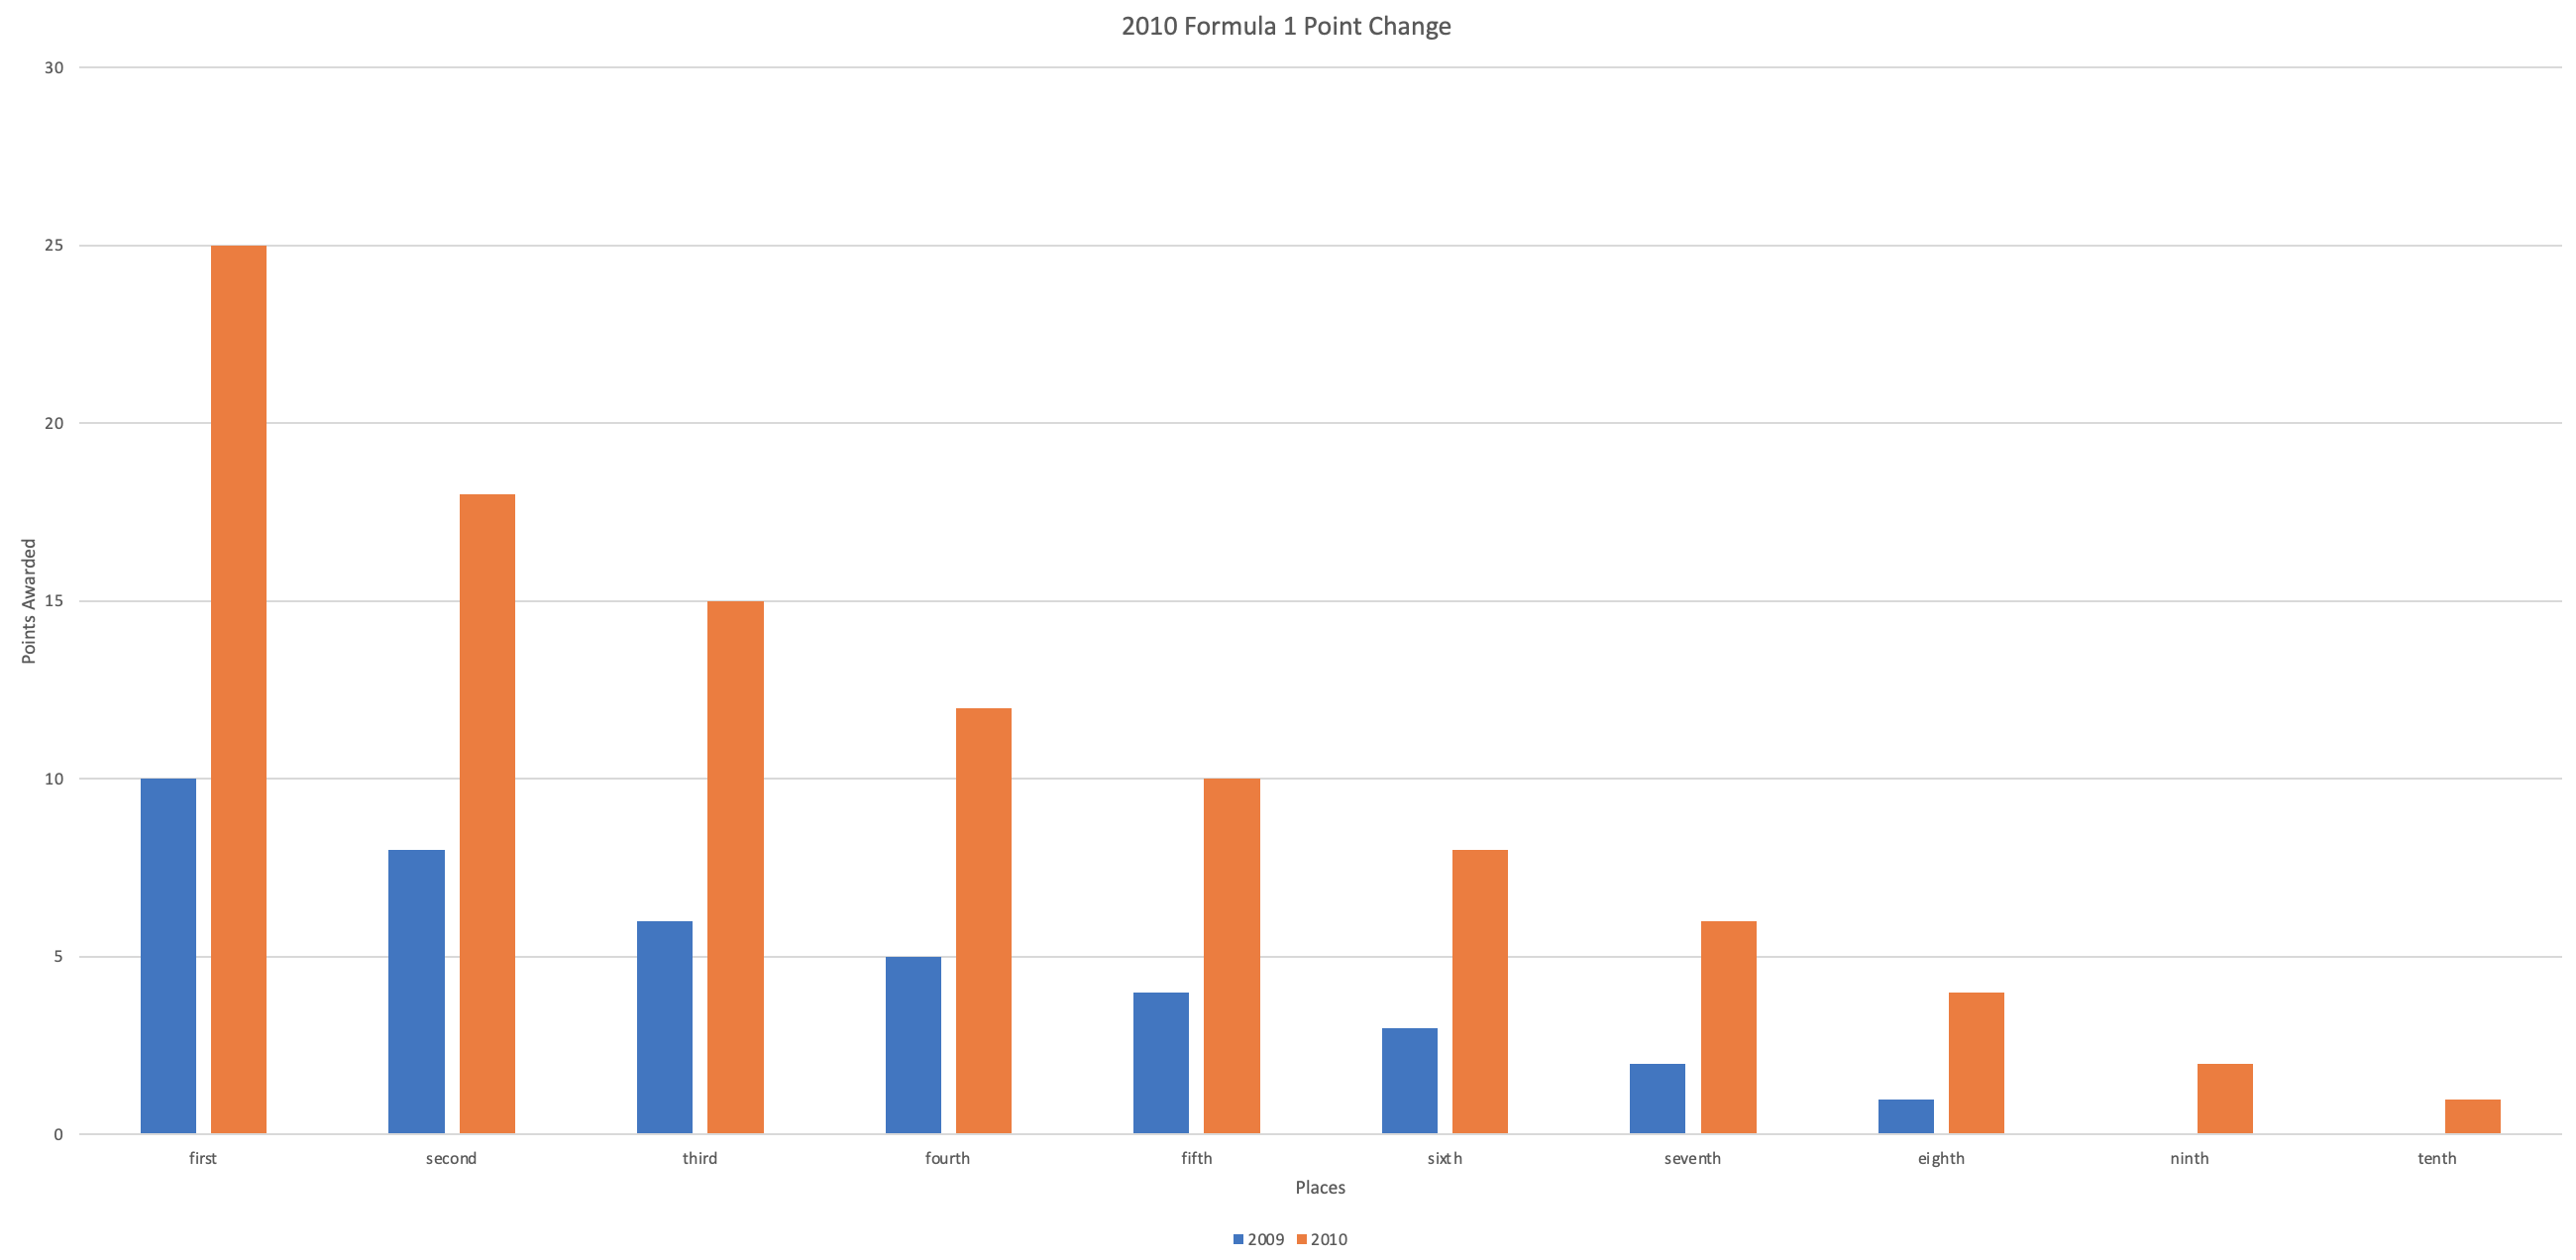 2010 Formula 1 Point Change
30
25
20
15
10
5
0
Points Awarded
first second third fourth fifth sixth seventh eighth ninth tenth
Places
2009 2010